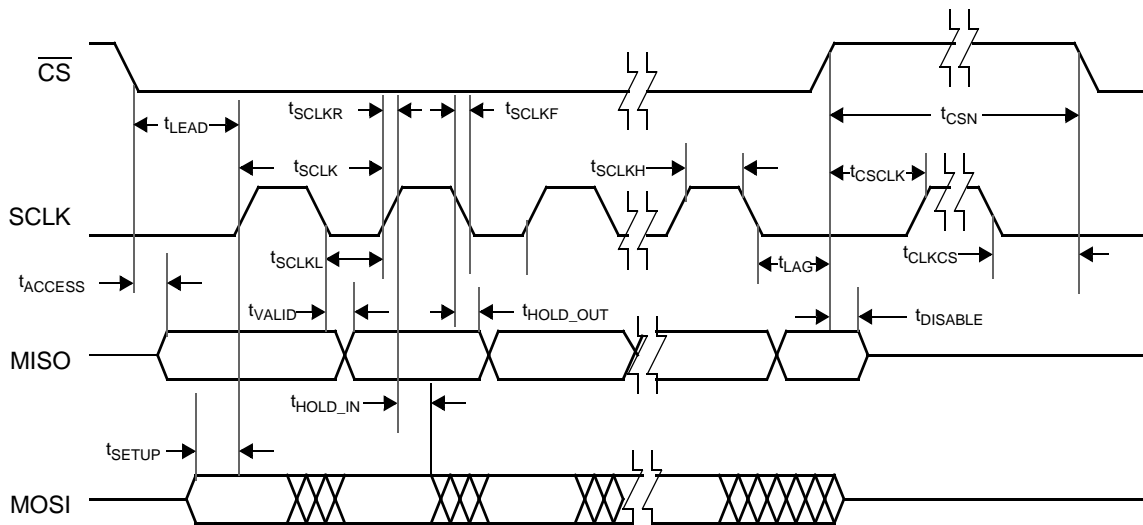 CS
tSCLKR
tSCLKF
tLEAD
tCSN
tSCLK
tSCLKH
tCSCLK
SCLK
tSCLKL
tLAG
tCLKCS
tACCESS
tVALID
tHOLD_OUT
tDISABLE
MISO
tHOLD_IN
tSETUP
MOSI